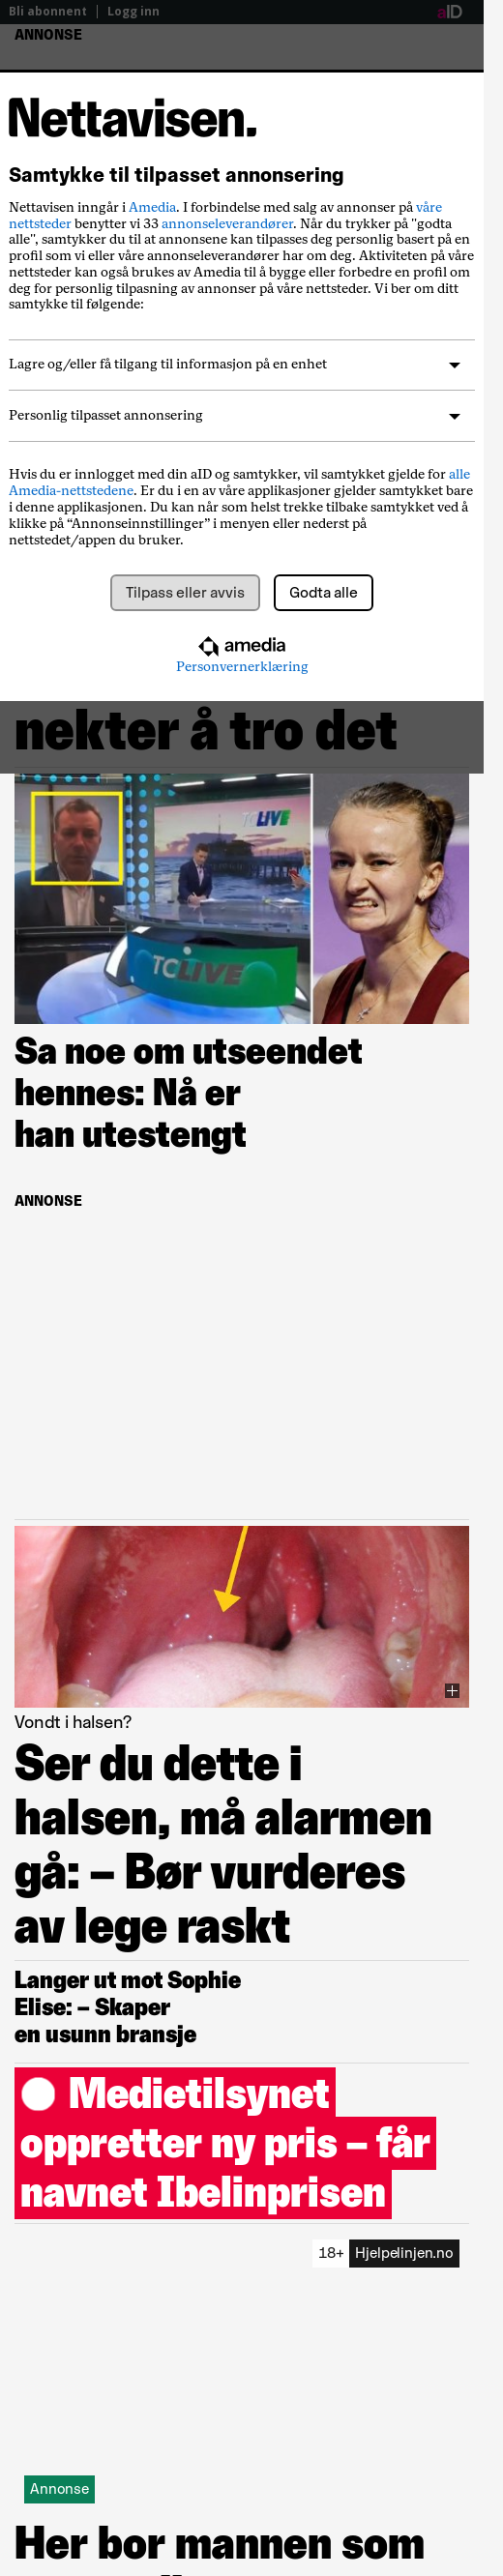 Bli abonnent | Logg inn
aID
ANNONSE
Nettavisen.
Samtykke til tilpasset annonsering
Nettavisen inngår i Amedia. I forbindelse med salg av annonser på våre
nettsteder benytter vi 33 annonseleverandører. Når du trykker på "godta
alle", samtykker du til at annonsene kan tilpasses deg personlig basert på en
profil som vi eller våre annonseleverandører har om deg. Aktiviteten på våre
nettsteder kan også brukes av Amedia til å bygge eller forbedre en profil om
deg for personlig tilpasning av annonser på våre nettsteder. Vi ber om ditt
samtykke til følgende:
Lagre og/eller få tilgang til informasjon på en enhet
Personlig tilpasset annonsering
Hvis du er innlogget med din aID og samtykker, vil samtykket gjelde for alle
Amedia-nettstedene. Er du i en av våre applikasjoner gjelder samtykket bare
i denne applikasjonen. Du kan når som helst trekke tilbake samtykket ved å
klikke på “Annonseinnstillinger” i menyen eller nederst på
nettstedet/appen du bruker.
Tilpass eller avvis
Godta alle
amedia
Personvernerklæring
nekter å tro det
TCLIVE
TCLIVE
Sa noe om utseendet
hennes: Nå er
han utestengt
ANNONSE
Vondt i halsen?
Ser du dette i
halsen, må alarmen
gå: – Bør vurderes
av lege raskt
Langer ut mot Sophie
Elise: – Skaper
en usunn bransje
Medietilsynet
oppretter ny pris – får
navnet Ibelinprisen
18+ Hjelpelinjen.no
Annonse
Her bor mannen som